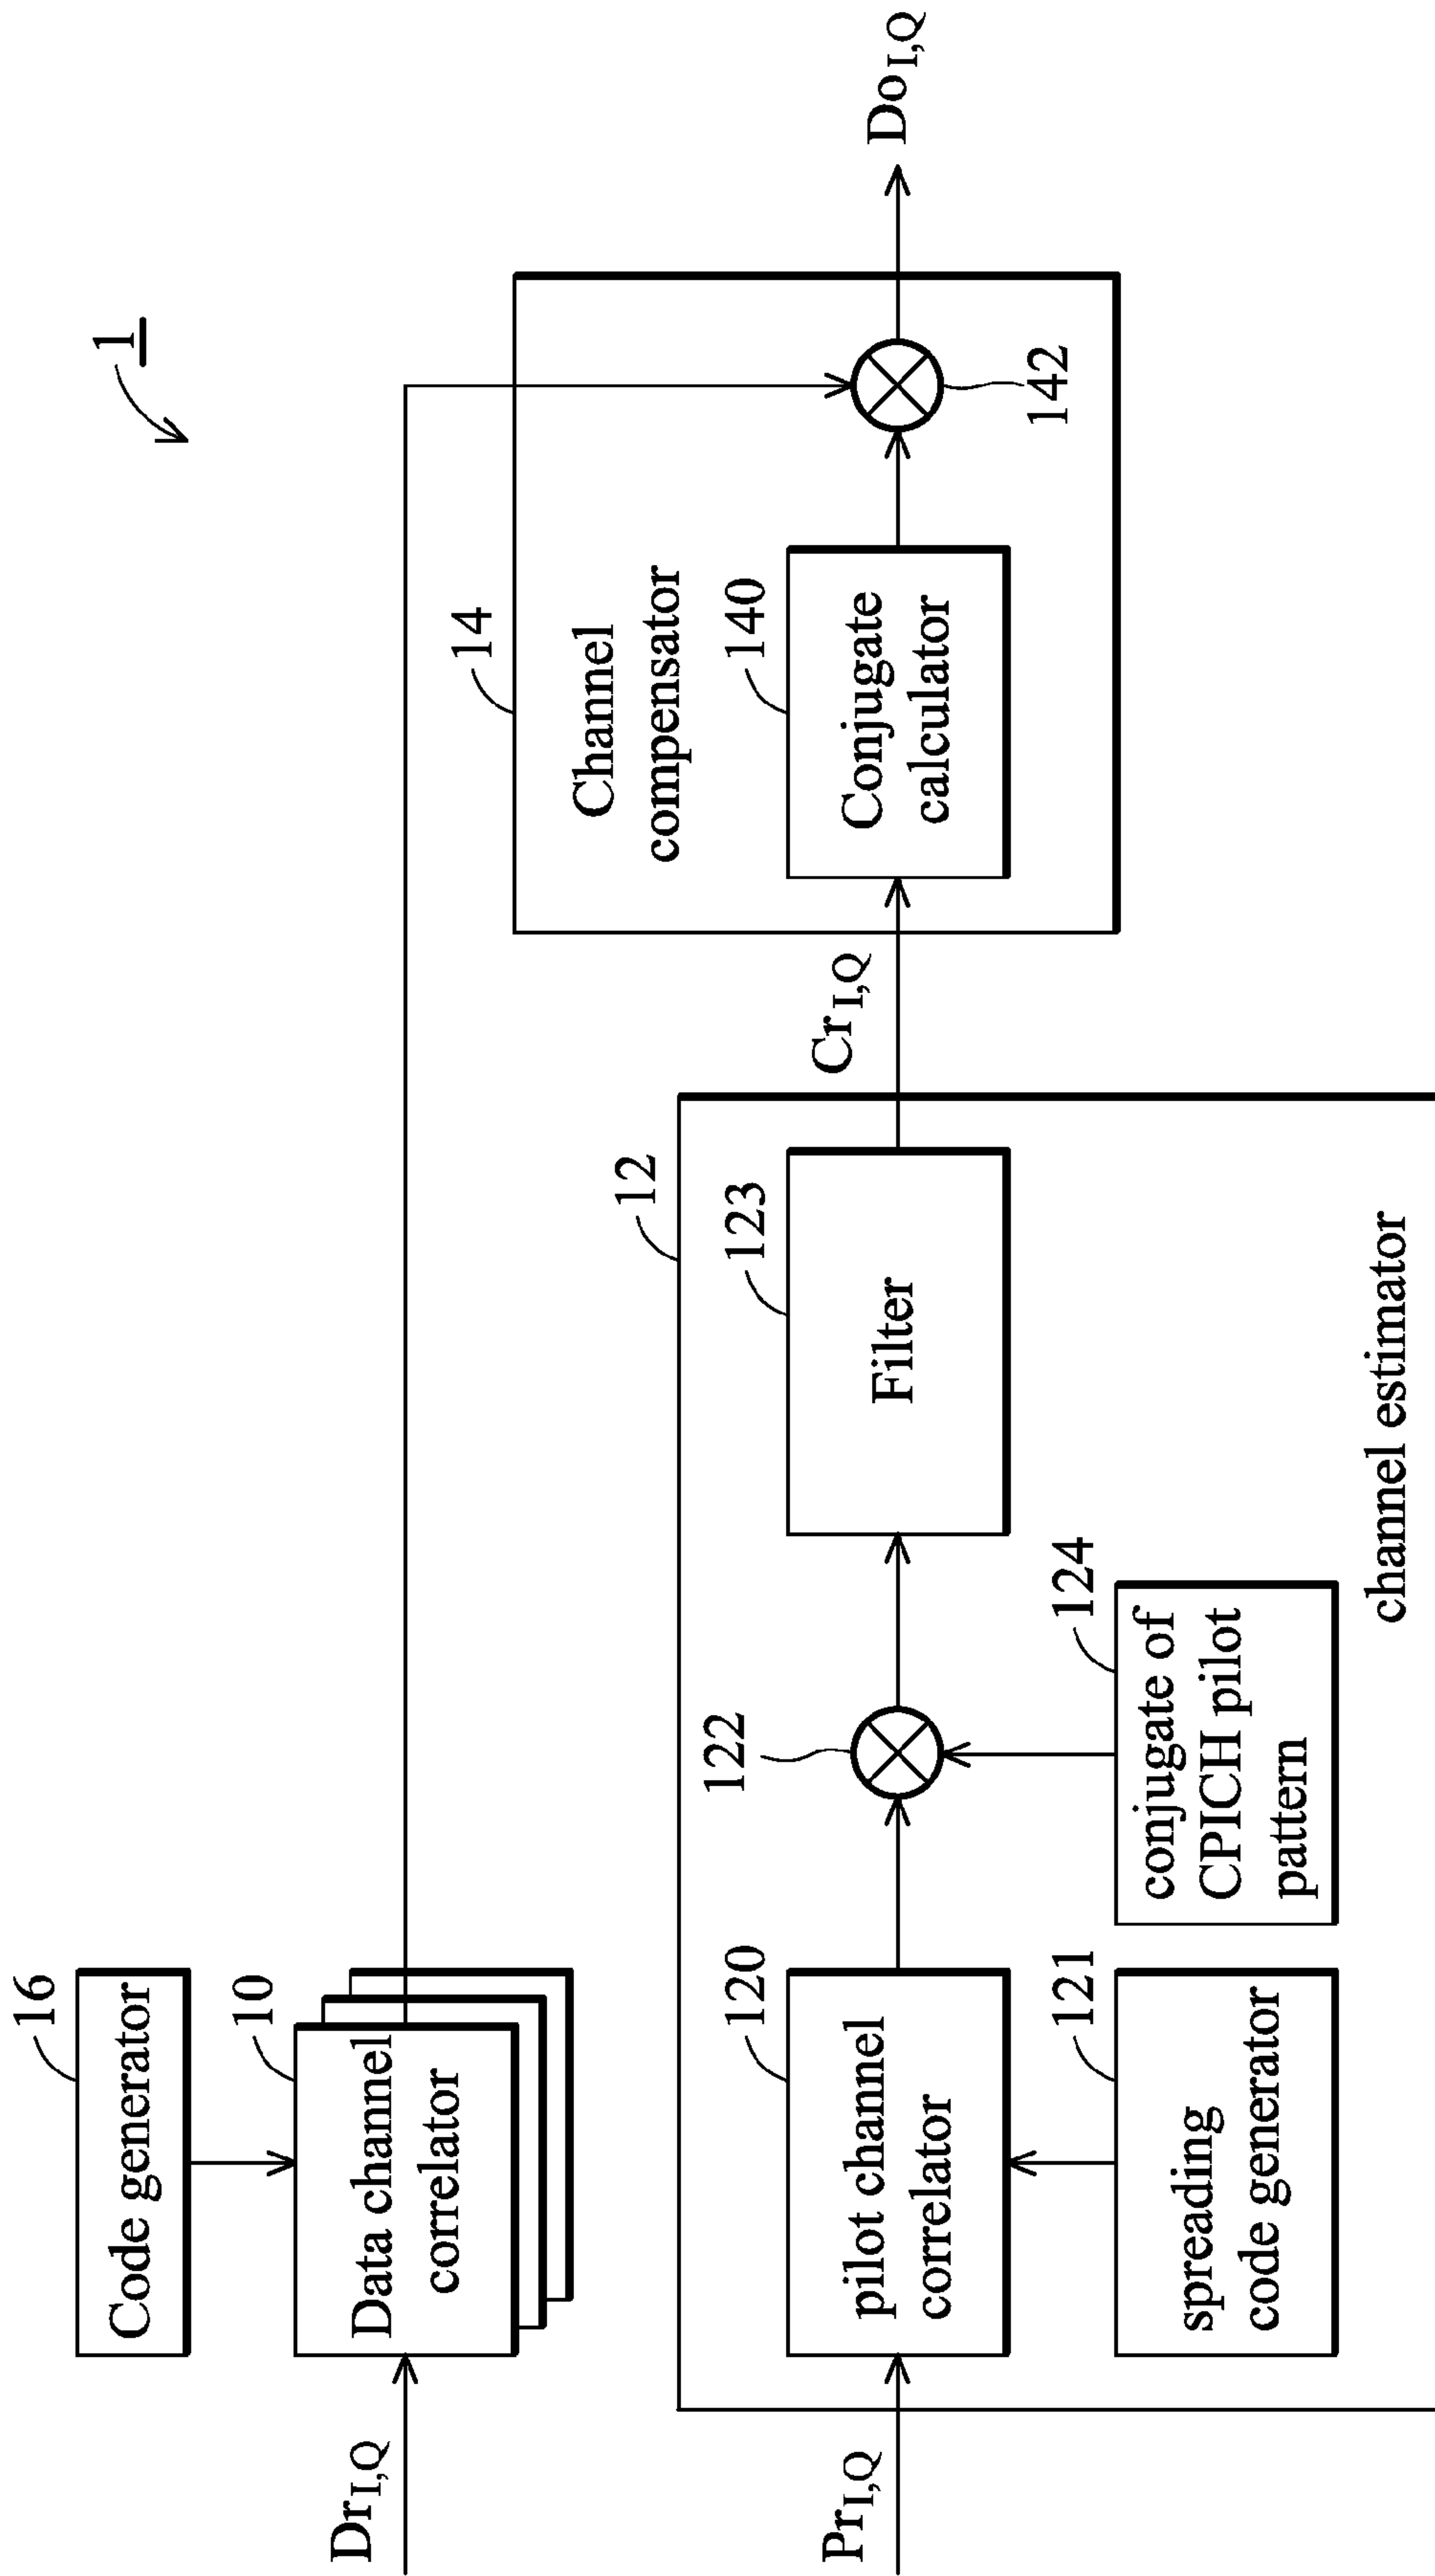 1
16
Code generator
10
Data channel
correlator
Dr I,Q
14
Channel
compensator
140
Conjugate
calculator
142
Do I,Q
Cr I,Q
12
123
Filter
122
120
pilot channel
correlator
Pr I,Q
121
spreading
code generator
124
conjugate of
CPICH pilot
pattern
channel estimator